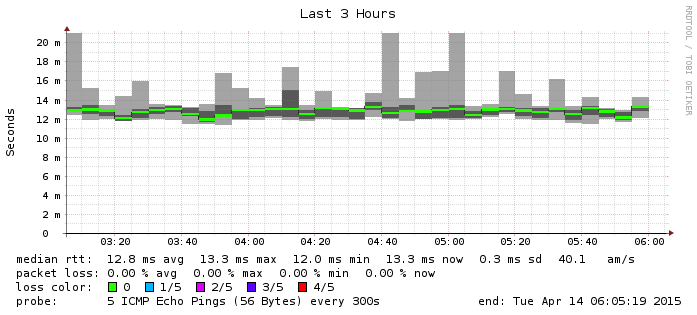 Last 3 Hours
RRDTOOL / TOBI OETIKER
Seconds
20 m
18 m
16 m
14 m
12 m
10 m
8 m
6 m
4 m
2 m
0
03:20 03:40 04:00 04:20 04:40 05:00 05:20 05:40 06:00
median rtt: 12.8 ms avg 13.3 ms max 12.0 ms min 13.3 ms now 0.3 ms sd 40.1 am/s
packet loss: 0.00 % avg 0.00 % max 0.00 % min 0.00 % now
loss color: 0 1/5 2/5 3/5 4/5
probe: 5 ICMP Echo Pings (56 Bytes) every 300s end: Tue Apr 14 06:05:19 2015